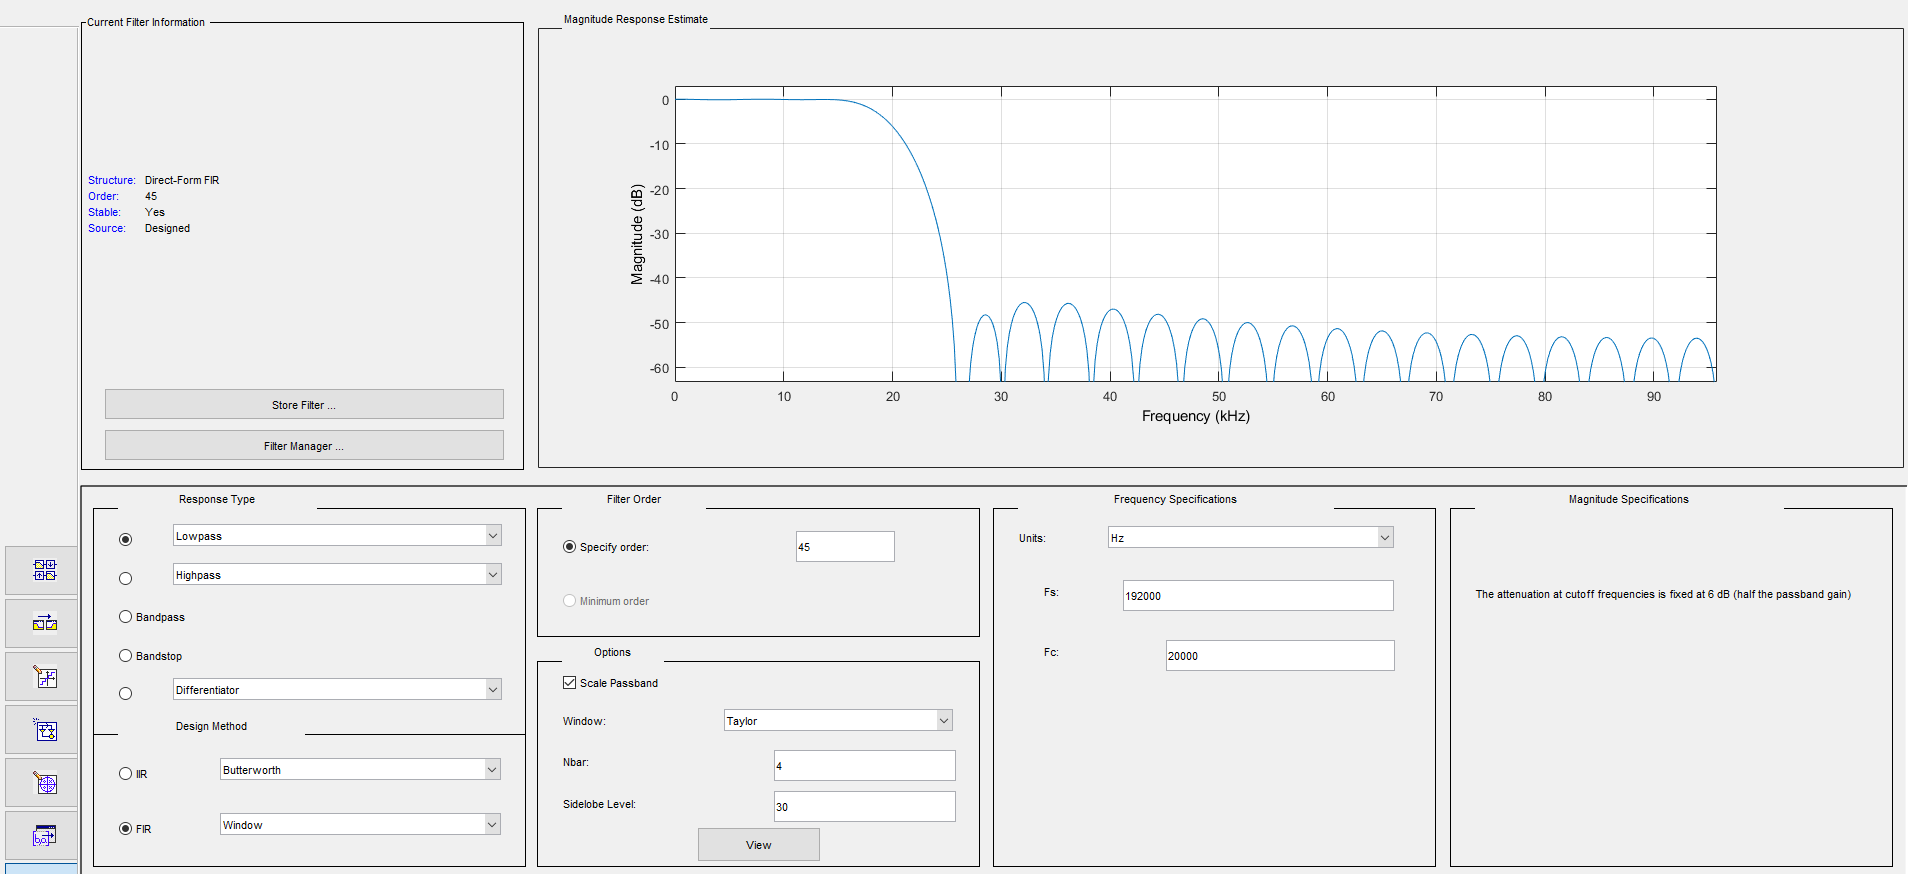 Current Filter Information
Structure: Direct-Form FIR
Order: 45
Stable: Yes
Source: Designed
Store Filter ...
Filter Manager ...
Magnitude Response Estimate
0
-10
-20
-30
-40
-50
-60
Magnitude (dB)
0 10 20 30 40 50 60 70 80 90
Frequency (kHz)
Response Type
Lowpass
Highpass
Bandpass
Bandstop
Differentiator
Design Method
IIR Butterworth
FIR Window
Filter Order
Specify order: 45
Minimum order
Options
Scale Passband
Window: Taylor
Nbar: 4
Sidelobe Level: 30
View
Frequency Specifications
Units: Hz
Fs: 192000
Fc: 20000
Magnitude Specifications
The attenuation at cutoff frequencies is fixed at 6 dB (half the passband gain)